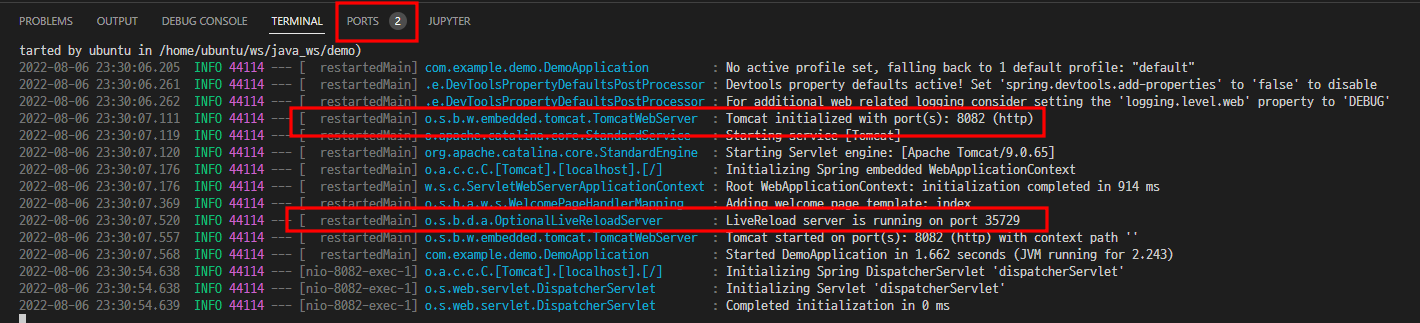 PROBLEMS OUTPUT DEBUG CONSOLE TERMINAL PORTS 2 JUPYTER
tarted by ubuntu in /home/ubuntu/ws/java_ws/demo)
2022-08-06 23:30:06.205 INFO 44114 --- [ restartedMain] com.example.demo.DemoApplication : No active profile set, falling back to 1 default profile: "default"
2022-08-06 23:30:06.261 INFO 44114 --- [ restartedMain] .e.DevToolsPropertyDefaultsPostProcessor : Devtools property defaults active! Set 'spring.devtools.add-properties' to 'false' to disable
2022-08-06 23:30:06.262 INFO 44114 --- [ restartedMain] .e.DevToolsPropertyDefaultsPostProcessor : For additional web related logging consider setting the 'logging.level.web' property to 'DEBUG'
2022-08-06 23:30:07.111 INFO 44114 --- [ restartedMain] o.s.b.w.embedded.tomcat.TomcatWebServer : Tomcat initialized with port(s): 8082 (http)
2022-08-06 23:30:07.119 INFO 44114 --- [ restartedMain] o.apache.catalina.core.StandardService : Starting service [Tomcat]
2022-08-06 23:30:07.120 INFO 44114 --- [ restartedMain] org.apache.catalina.core.StandardEngine : Starting Servlet engine: [Apache Tomcat/9.0.65]
2022-08-06 23:30:07.176 INFO 44114 --- [ restartedMain] o.a.c.c.C.[Tomcat].[localhost].[/] : Initializing Spring embedded WebApplicationContext
2022-08-06 23:30:07.176 INFO 44114 --- [ restartedMain] w.s.c.ServletWebServerApplicationContext : Root WebApplicationContext: initialization completed in 914 ms
2022-08-06 23:30:07.369 INFO 44114 --- [ restartedMain] o.s.b.a.w.s.WelcomePageHandlerMapping : Adding welcome page template: index
2022-08-06 23:30:07.520 INFO 44114 --- [ restartedMain] o.s.b.d.a.OptionalLiveReloadServer : LiveReload server is running on port 35729
2022-08-06 23:30:07.557 INFO 44114 --- [ restartedMain] o.s.b.w.embedded.tomcat.TomcatWebServer : Tomcat started on port(s): 8082 (http) with context path ''
2022-08-06 23:30:07.568 INFO 44114 --- [ restartedMain] com.example.demo.DemoApplication : Started DemoApplication in 1.662 seconds (JVM running for 2.243)
2022-08-06 23:30:54.638 INFO 44114 --- [nio-8082-exec-1] o.a.c.c.C.[Tomcat].[localhost].[/] : Initializing Spring DispatcherServlet 'dispatcherServlet'
2022-08-06 23:30:54.638 INFO 44114 --- [nio-8082-exec-1] o.s.web.servlet.DispatcherServlet : Initializing Servlet 'dispatcherServlet'
2022-08-06 23:30:54.639 INFO 44114 --- [nio-8082-exec-1] o.s.web.servlet.DispatcherServlet : Completed initialization in 0 ms